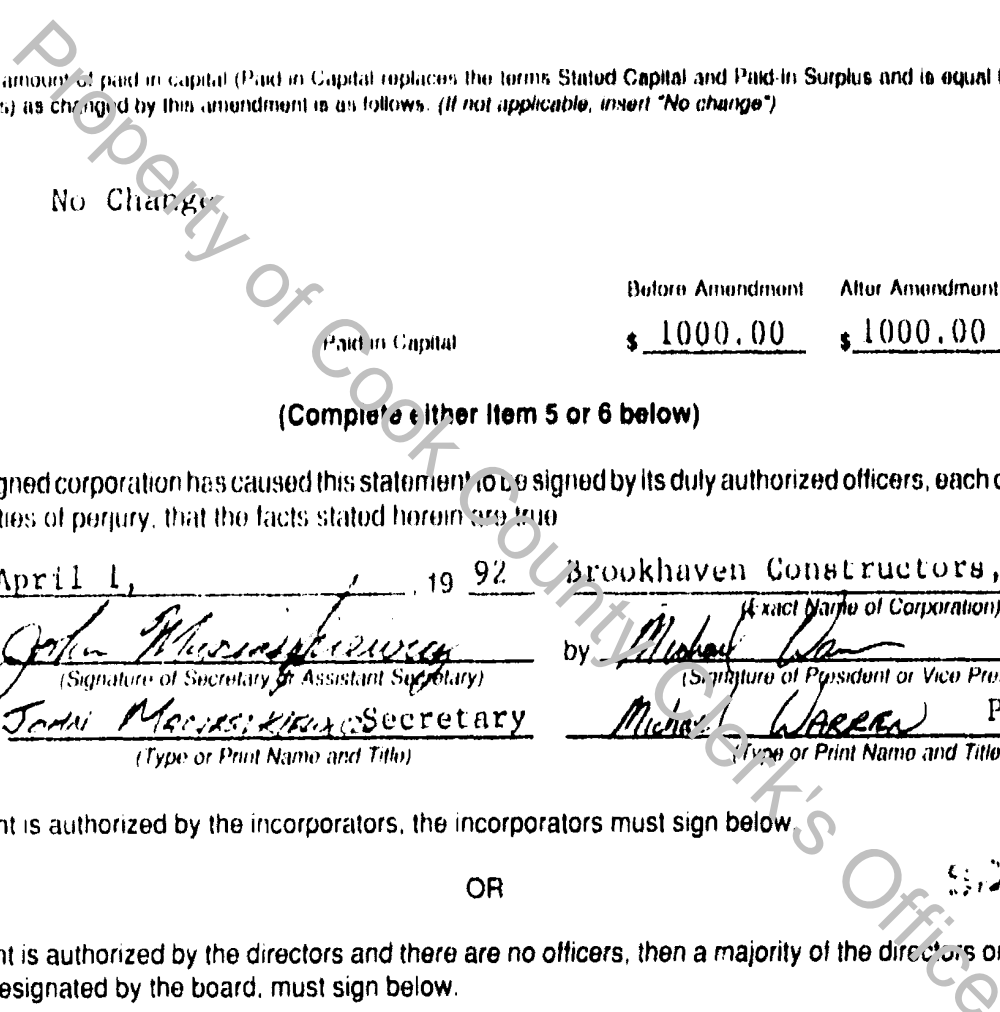 amount of paid in capital (Paid in Capital replaces the terms Stated Capital and Paid-in Surplus and is equal
as changed by this amendment is as follows. (If not applicable, insert "No change")
No Change
Before Amendment After Amendment
Paid in Capital $ 1000.00 $ 1000.00
(Complete either Item 5 or 6 below)
gned corporation has caused this statement to be signed by its duly authorized officers, each
ties of perjury, that the facts stated herein are true
April 1, 19 92 Brookhaven Constructors,
(Exact Name of Corporation)
John by Michael
(Signature of Secretary or Assistant Secretary) (Signature of President or Vice Pre
John Secretary Michael Warren P
(Type or Print Name and Title) (Type or Print Name and Title
nt is authorized by the incorporators, the incorporators must sign below.
OR
nt is authorized by the directors and there are no officers, then a majority of the directors or
esignated by the board, must sign below.
Property of Cook County Clerk's Office